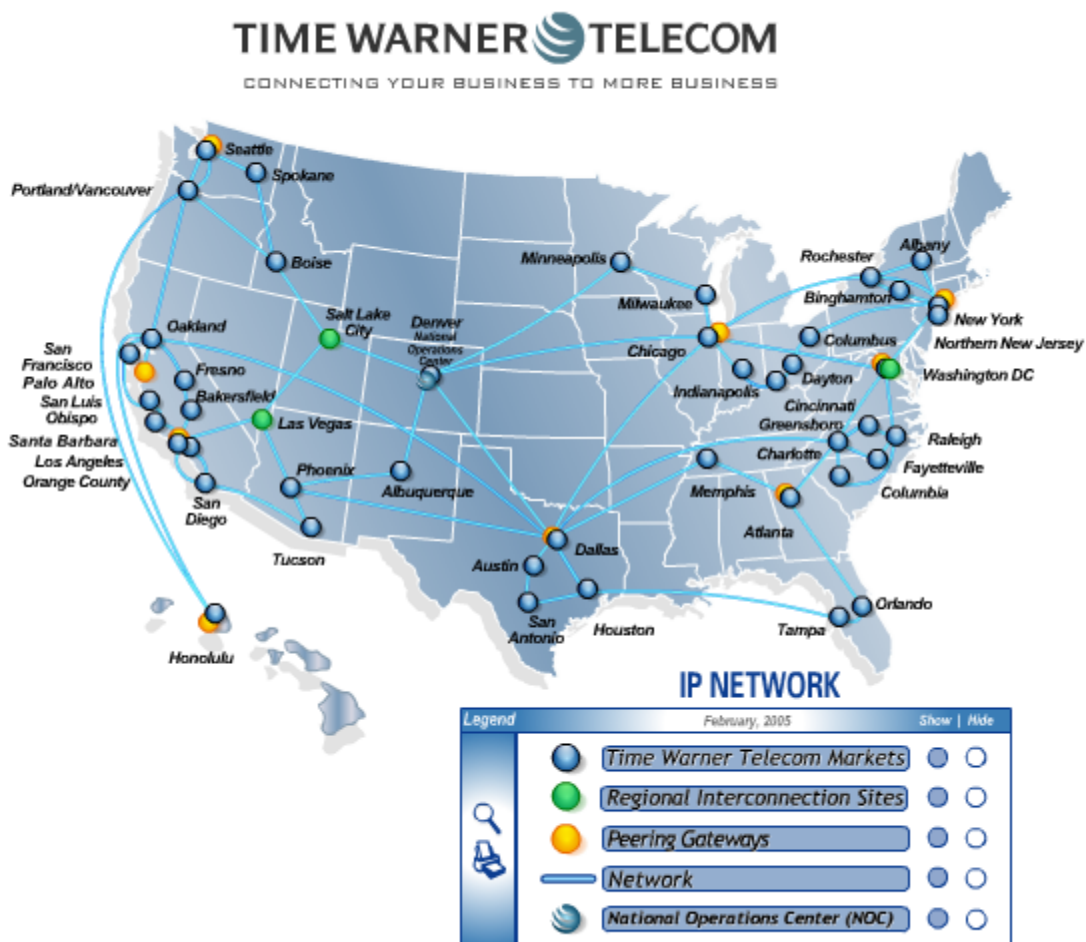 TIME WARNER TELECOM
CONNECTING YOUR BUSINESS TO MORE BUSINESS
Seattle
Spokane
Portland/Vancouver
Boise
Minneapolis
Rochester
Albany
Binghamton
Milwaukee
New York
Northern New Jersey
Salt Lake
City
Denver
National
Operations
Center
Oakland
Chicago
Columbus
San
Francisco
Palo Alto
Fresno
Indianapolis
Dayton
Washington DC
San Luis
Obispo
Bakersfield
Cincinnati
Las Vegas
Greensboro
Santa Barbara
Los Angeles
Orange County
Raleigh
Charlotte
Fayetteville
Phoenix
Albuquerque
Memphis
Columbia
San
Diego
Atlanta
Tucson
Dallas
Austin
Orlando
San
Antonio
Houston
Tampa
Honolulu
IP NETWORK
Legend
February, 2005
Show | Hide
Time Warner Telecom Markets
Regional Interconnection Sites
Peering Gateways
Network
National Operations Center (NOC)